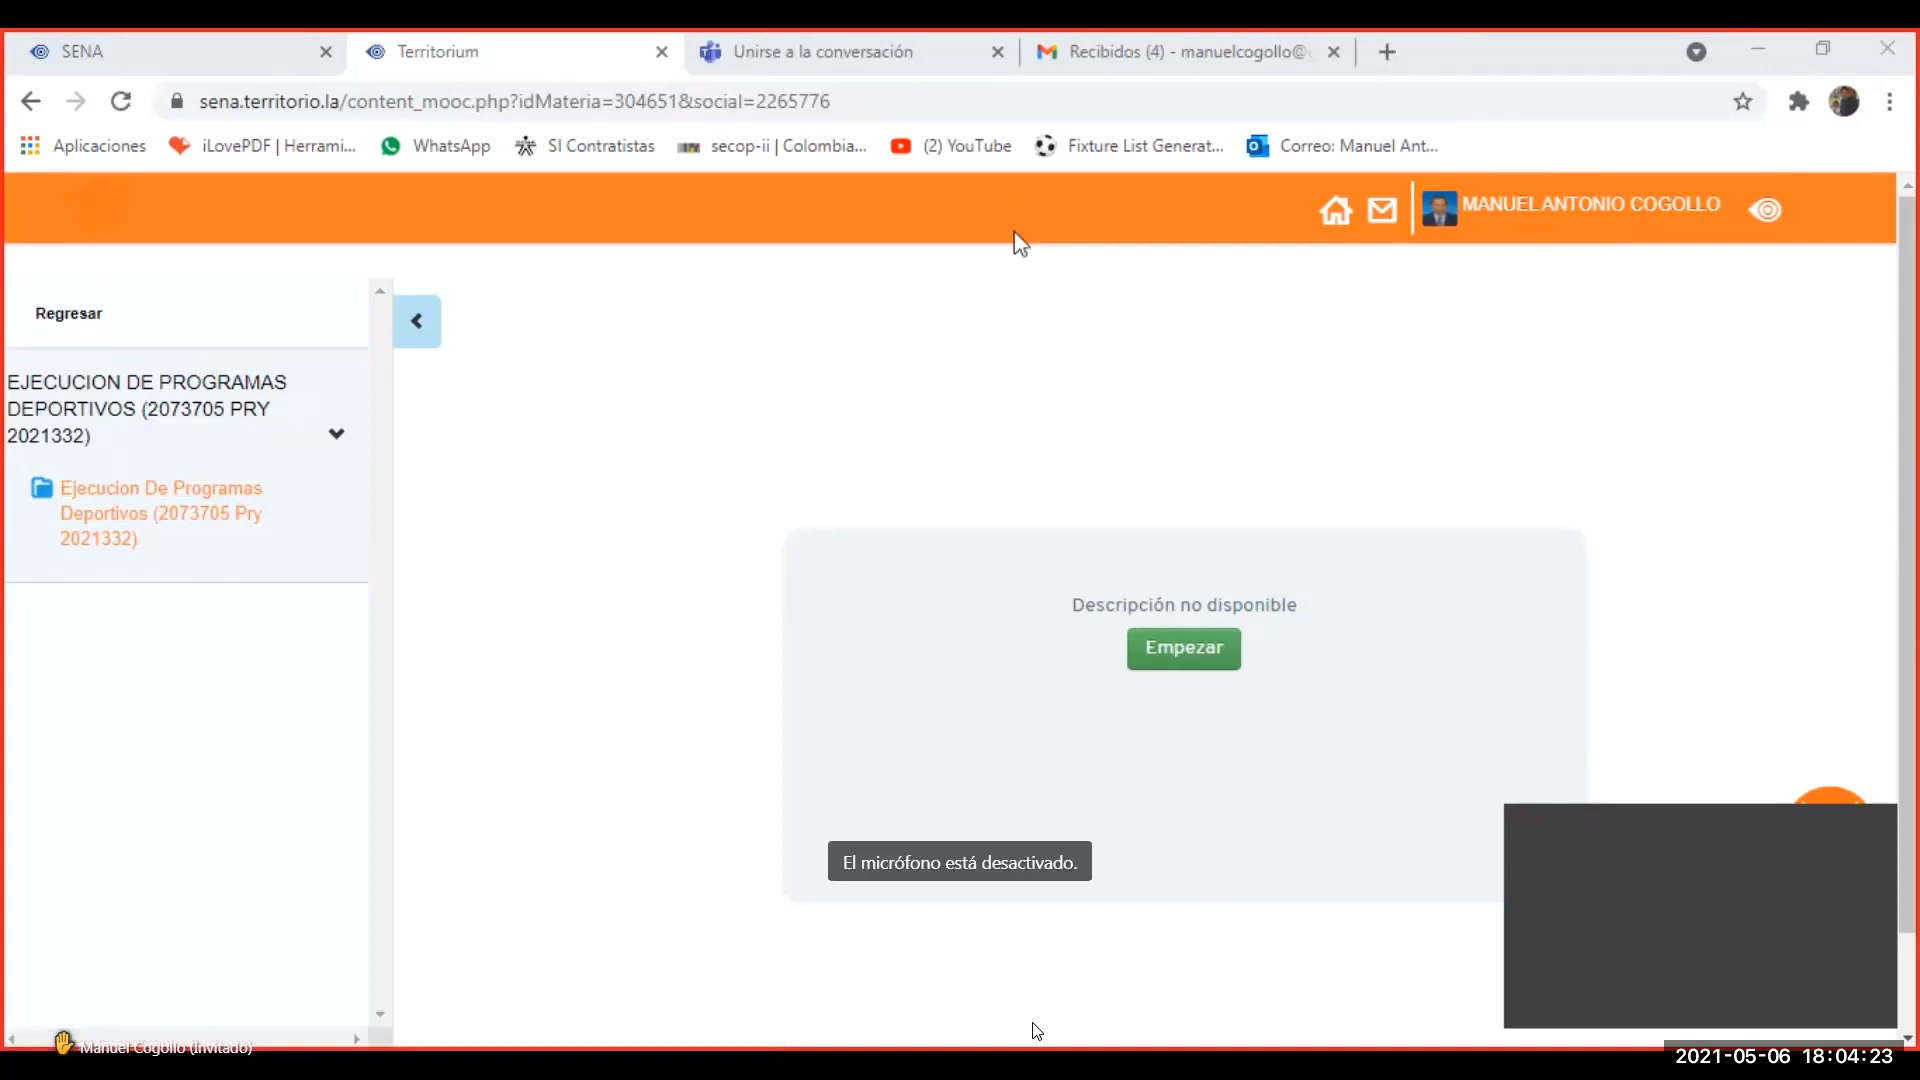 SENA
Territorium
Unirse a la conversación
Recibidos (4) - manuelcogollo@
sena.territorio.la/content_mooc.php?idMateria=304651&social=2265776
Aplicaciones
iLovePDF | Herrami...
WhatsApp
SI Contratistas
secop-ii | Colombia...
(2) YouTube
Fixture List Generat...
Correo: Manuel Ant...
MANUEL ANTONIO COGOLLO
Regresar
EJECUCION DE PROGRAMAS
DEPORTIVOS (2073705 PRY
2021332)
Ejecucion De Programas
Deportivos (2073705 Pry
2021332)
Descripción no disponible
Empezar
El micrófono está desactivado.
Manuel Cogollo (Invitado)
2021-05-06 18:04:23